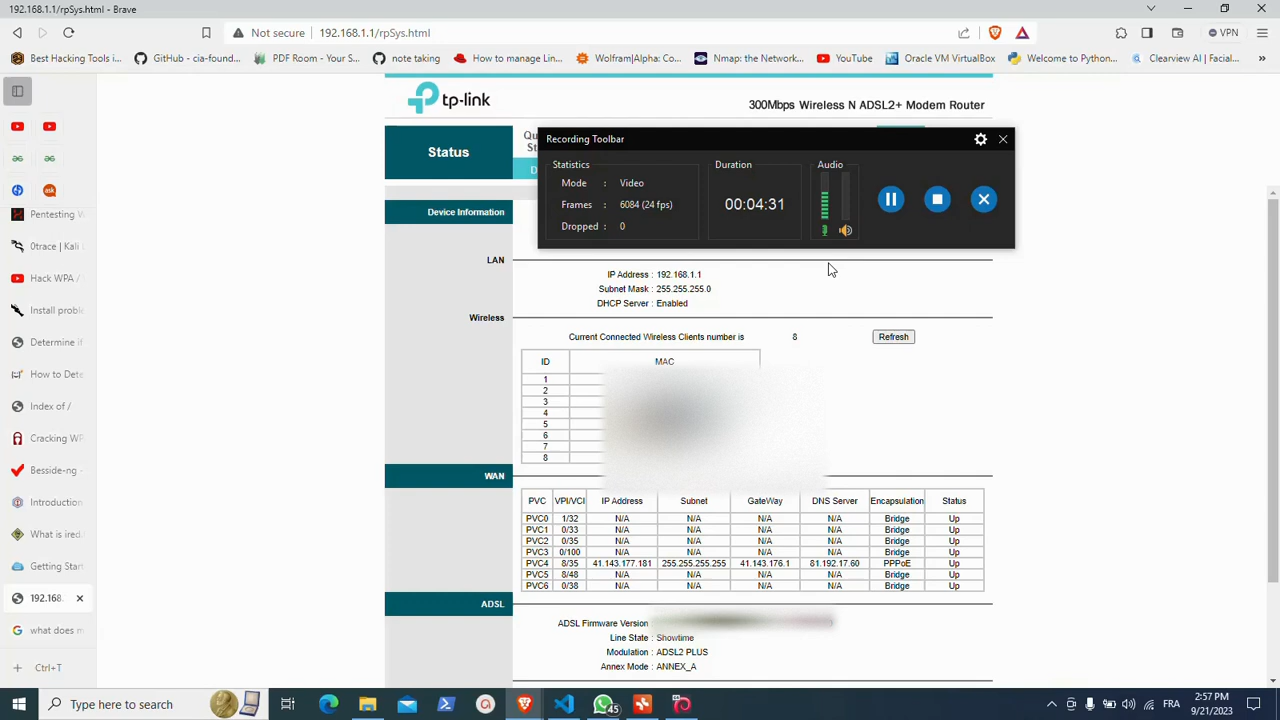 192.168.1.1/rpSys.html - Brave
Not secure 192.168.1.1/rpSys.html VPN
Best Hacking Tools i... GitHub - cia-found... PDF Room - Your S... note taking How to manage Lin... Wolfram|Alpha: Co... Nmap: the Network... YouTube Oracle VM VirtualBox Welcome to Python... Clearview AI | Facial... »
tp-link
300Mbps Wireless N ADSL2+ Modem Router
Status
Recording Toolbar
Statistics Duration Audio
Mode : Video
Frames : 6084 (24 fps)
Dropped : 0
00:04:31
Device Information
LAN
IP Address : 192.168.1.1
Subnet Mask : 255.255.255.0
DHCP Server : Enabled
Wireless
Current Connected Wireless Clients number is 8 Refresh
ID MAC
1
2
3
4
5
6
7
8
WAN
PVC VPI/VCI IP Address Subnet GateWay DNS Server Encapsulation Status
PVC0 1/32 N/A N/A N/A N/A Bridge Up
PVC1 0/33 N/A N/A N/A N/A Bridge Up
PVC2 0/35 N/A N/A N/A N/A Bridge Up
PVC3 0/100 N/A N/A N/A N/A Bridge Up
PVC4 8/35 41.143.177.181 255.255.255.255 41.143.176.1 81.192.17.60 PPPoE Up
PVC5 8/48 N/A N/A N/A N/A Bridge Up
PVC6 0/38 N/A N/A N/A N/A Bridge Up
ADSL
ADSL Firmware Version
Line State : Showtime
Modulation : ADSL2 PLUS
Annex Mode : ANNEX_A
Pentesting W
0trace | Kali
Hack WPA /
Install proble
Determine if
How to Dete
Index of /
Cracking WP
Besside-ng
Introduction
What is ired.
Getting Start
192.168.
what does m
Ctrl+T
Type here to search
45
FRA
2:57 PM
9/21/2023